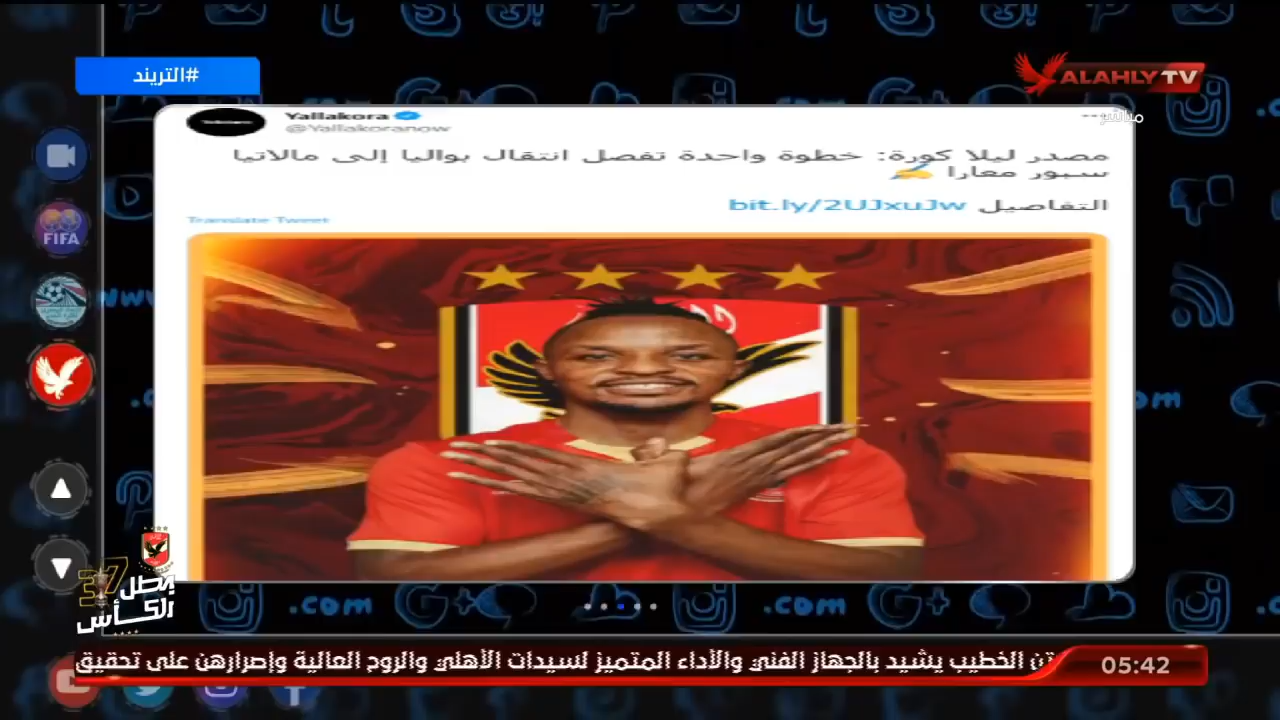 #التريند
ALAHLY TV
مباشر
Yallakora
@Yallakoranow
مصدر ليلا كورة: خطوة واحدة تفصل انتقال بواليا إلى مالاتيا
سبور معارا ✍️
التفاصيل bit.ly/2UJxuJw
Translate Tweet
FIFA
37
بطل
الكأس
.com
G+
.com
G+
الخطيب يشيد بالجهاز الفني والأداء المتميز لسيدات الأهلي والروح العالية وإصرارهن على تحقيق
05:42